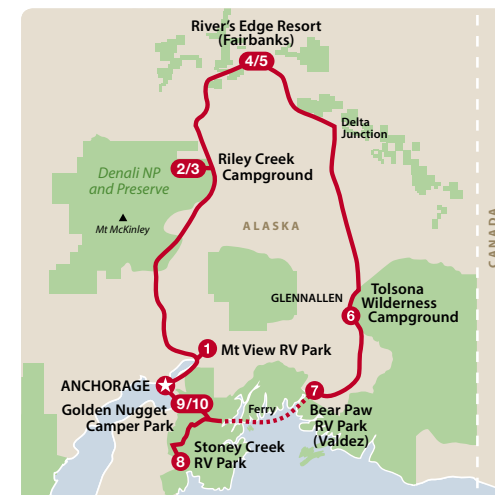 River's Edge Resort
(Fairbanks)
4/5
Delta
Junction
2/3
Riley Creek
Campground
Denali NP
and Preserve
Mt McKinley
ALASKA
CANADA
GLENNALLEN
Tolsona
Wilderness
Campground
6
1
Mt View RV Park
ANCHORAGE
9/10
Golden Nugget
Camper Park
Ferry
7
Bear Paw
RV Park
(Valdez)
8
Stoney Creek
RV Park